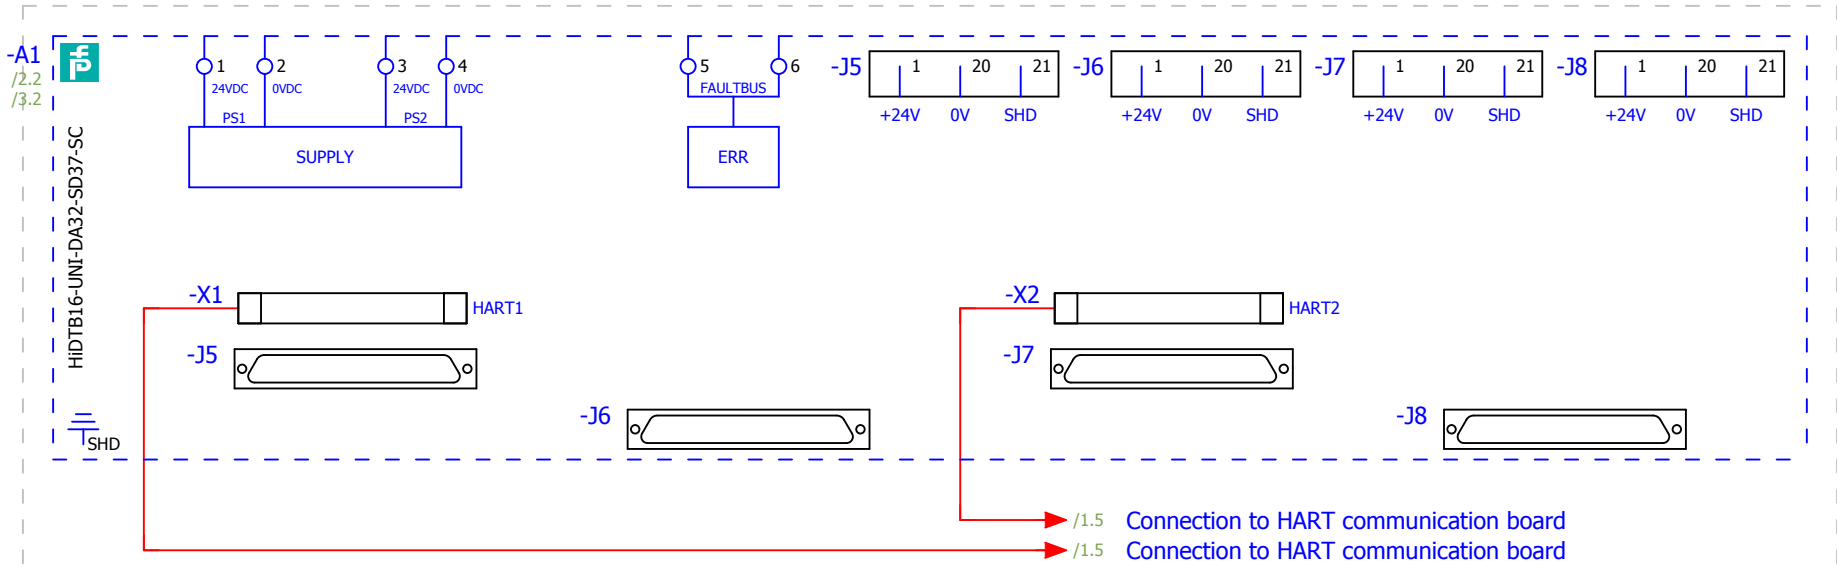 -A1
/2.2
/3.2
HiDTB16-UNI-DA32-SD37-SC
SHD
1 2 3 4
24VDC 0VDC 24VDC 0VDC
PS1 PS2
SUPPLY
5 6
FAULTBUS
ERR
-J5 1 20 21
+24V 0V SHD
-J6 1 20 21
+24V 0V SHD
-J7 1 20 21
+24V 0V SHD
-J8 1 20 21
+24V 0V SHD
-X1 HART1
-J5
-J6
-X2 HART2
-J7
-J8
/1.5 Connection to HART communication board
/1.5 Connection to HART communication board